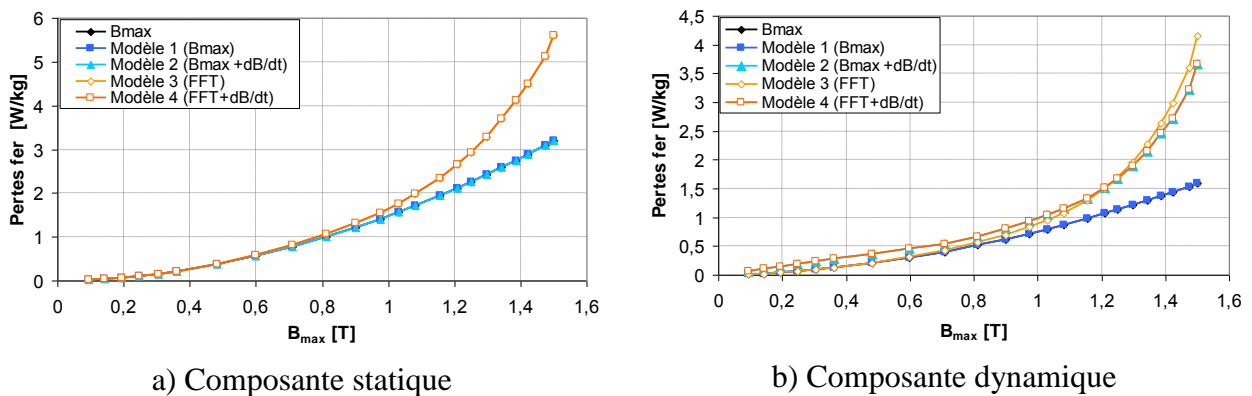 Pertes fer [W/kg]
6
5
4
3
2
1
0
Bmax
Modèle 1 (Bmax)
Modèle 2 (Bmax +dB/dt)
Modèle 3 (FFT)
Modèle 4 (FFT+dB/dt)
0 0,2 0,4 0,6 0,8 1 1,2 1,4 1,6
Bmax [T]
a) Composante statique
Pertes fer [W/kg]
4,5
4
3,5
3
2,5
2
1,5
1
0,5
0
Bmax
Modèle 1 (Bmax)
Modèle 2 (Bmax +dB/dt)
Modèle 3 (FFT)
Modèle 4 (FFT+dB/dt)
0 0,2 0,4 0,6 0,8 1 1,2 1,4 1,6
Bmax [T]
b) Composante dynamique